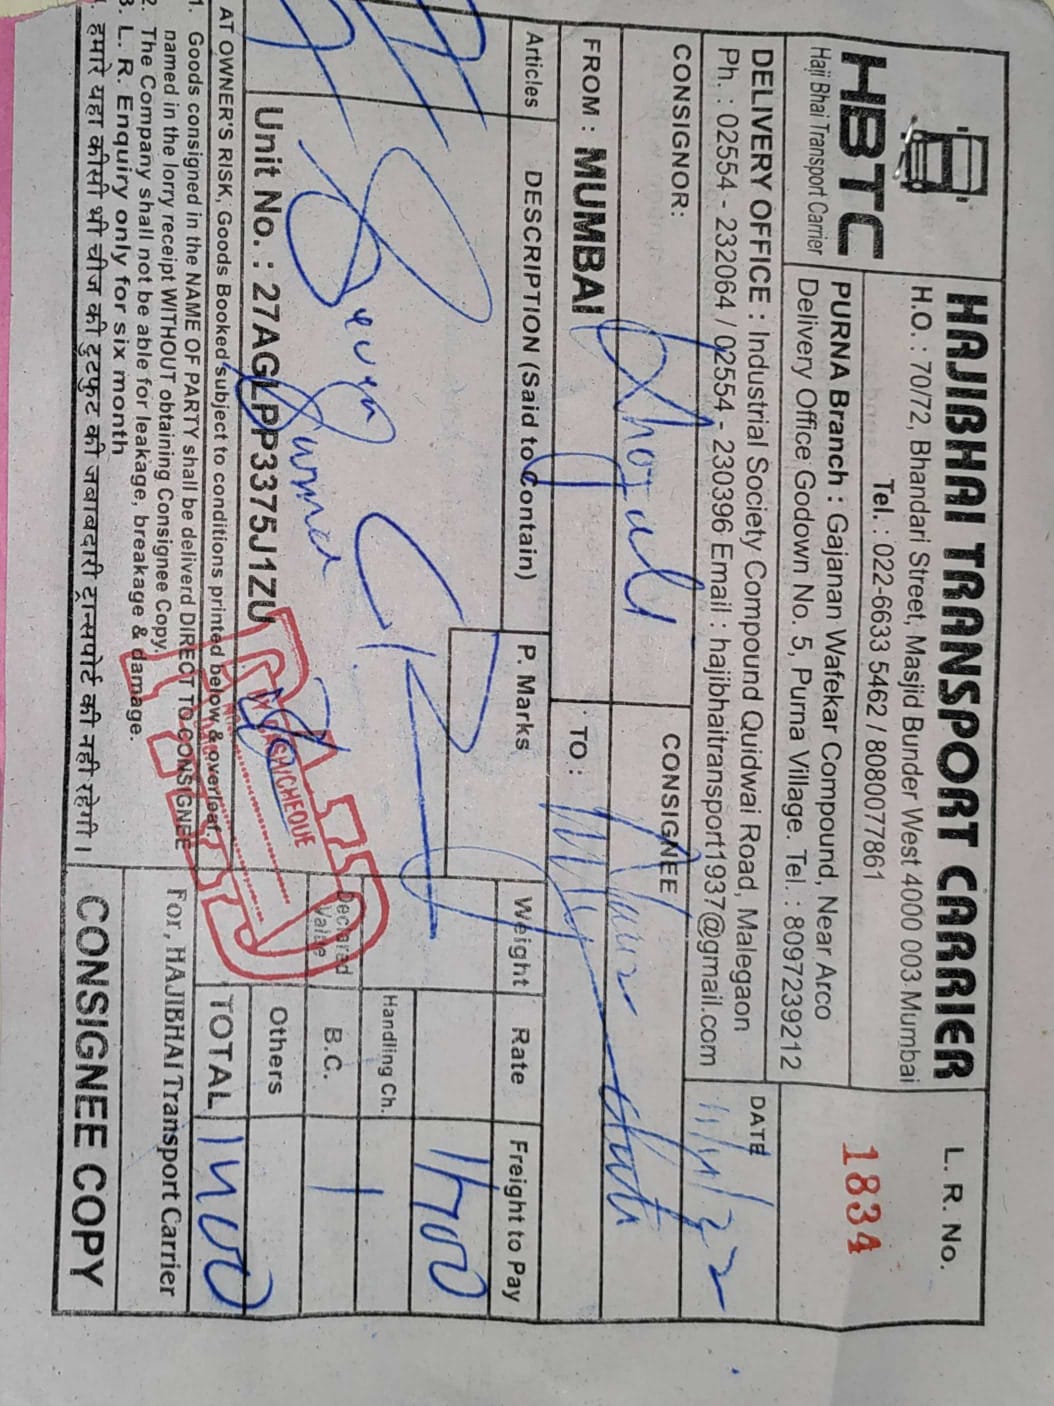 HBTC
Haji Bhai Transport Carrier
HAJIBHAI TRANSPORT CARRIER
H.O. : 70/72, Bhandari Street, Masjid Bunder West 4000 003 Mumbai
Tel. : 022-6633 5462 / 8080077861
PURNA Branch : Gajanan Wafekar Compound, Near Arco
Delivery Office Godown No. 5, Purna Village. Tel. : 8097239212
L. R. No.
1834
DELIVERY OFFICE : Industrial Society Compound Quidwai Road, Malegaon
Ph. : 02554 - 232064 / 02554 - 230396 Email : hajibhaitransport1937@gmail.com
DATE
CONSIGNOR:
CONSIGNEE
FROM : MUMBAI
TO :
Articles
DESCRIPTION (Said to Contain)
P. Marks
Weight
Rate
Freight to Pay
Handling Ch.
Declared Value
B.C.
Others
TOTAL
Unit No. : 27AGLPP3375J1ZU
PAID
BY CASH/CHEQUE
AT OWNER'S RISK, Goods Booked subject to conditions printed below & overleaf
1. Goods consigned in the NAME OF PARTY shall be deliverd DIRECT TO CONSIGNEE
named in the lorry receipt WITHOUT obtaining Consignee Copy.
2. The Company shall not be able for leakage, breakage & damage.
3. L. R. Enquiry only for six month
हमारे यहा कीसी भी चीज की टुटफुट की जबाबदारी ट्रान्सपोर्ट की नही रहेगी ।
For, HAJIBHAI Transport Carrier
CONSIGNEE COPY